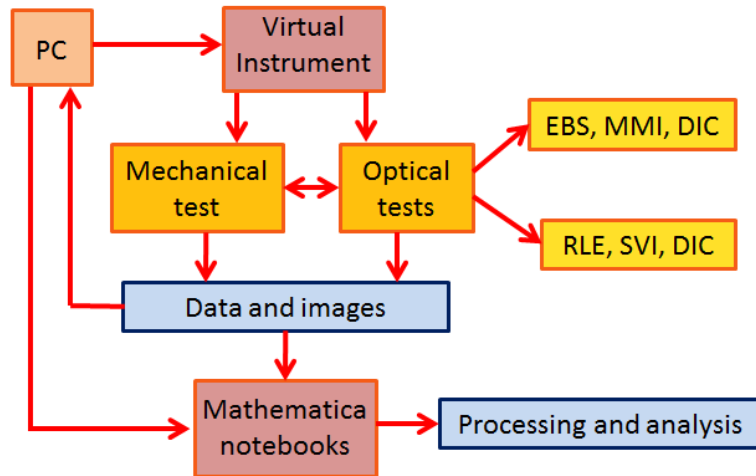 PC
Virtual
Instrument
EBS, MMI, DIC
Mechanical
test
Optical
tests
RLE, SVI, DIC
Data and images
Mathematica
notebooks
Processing and analysis